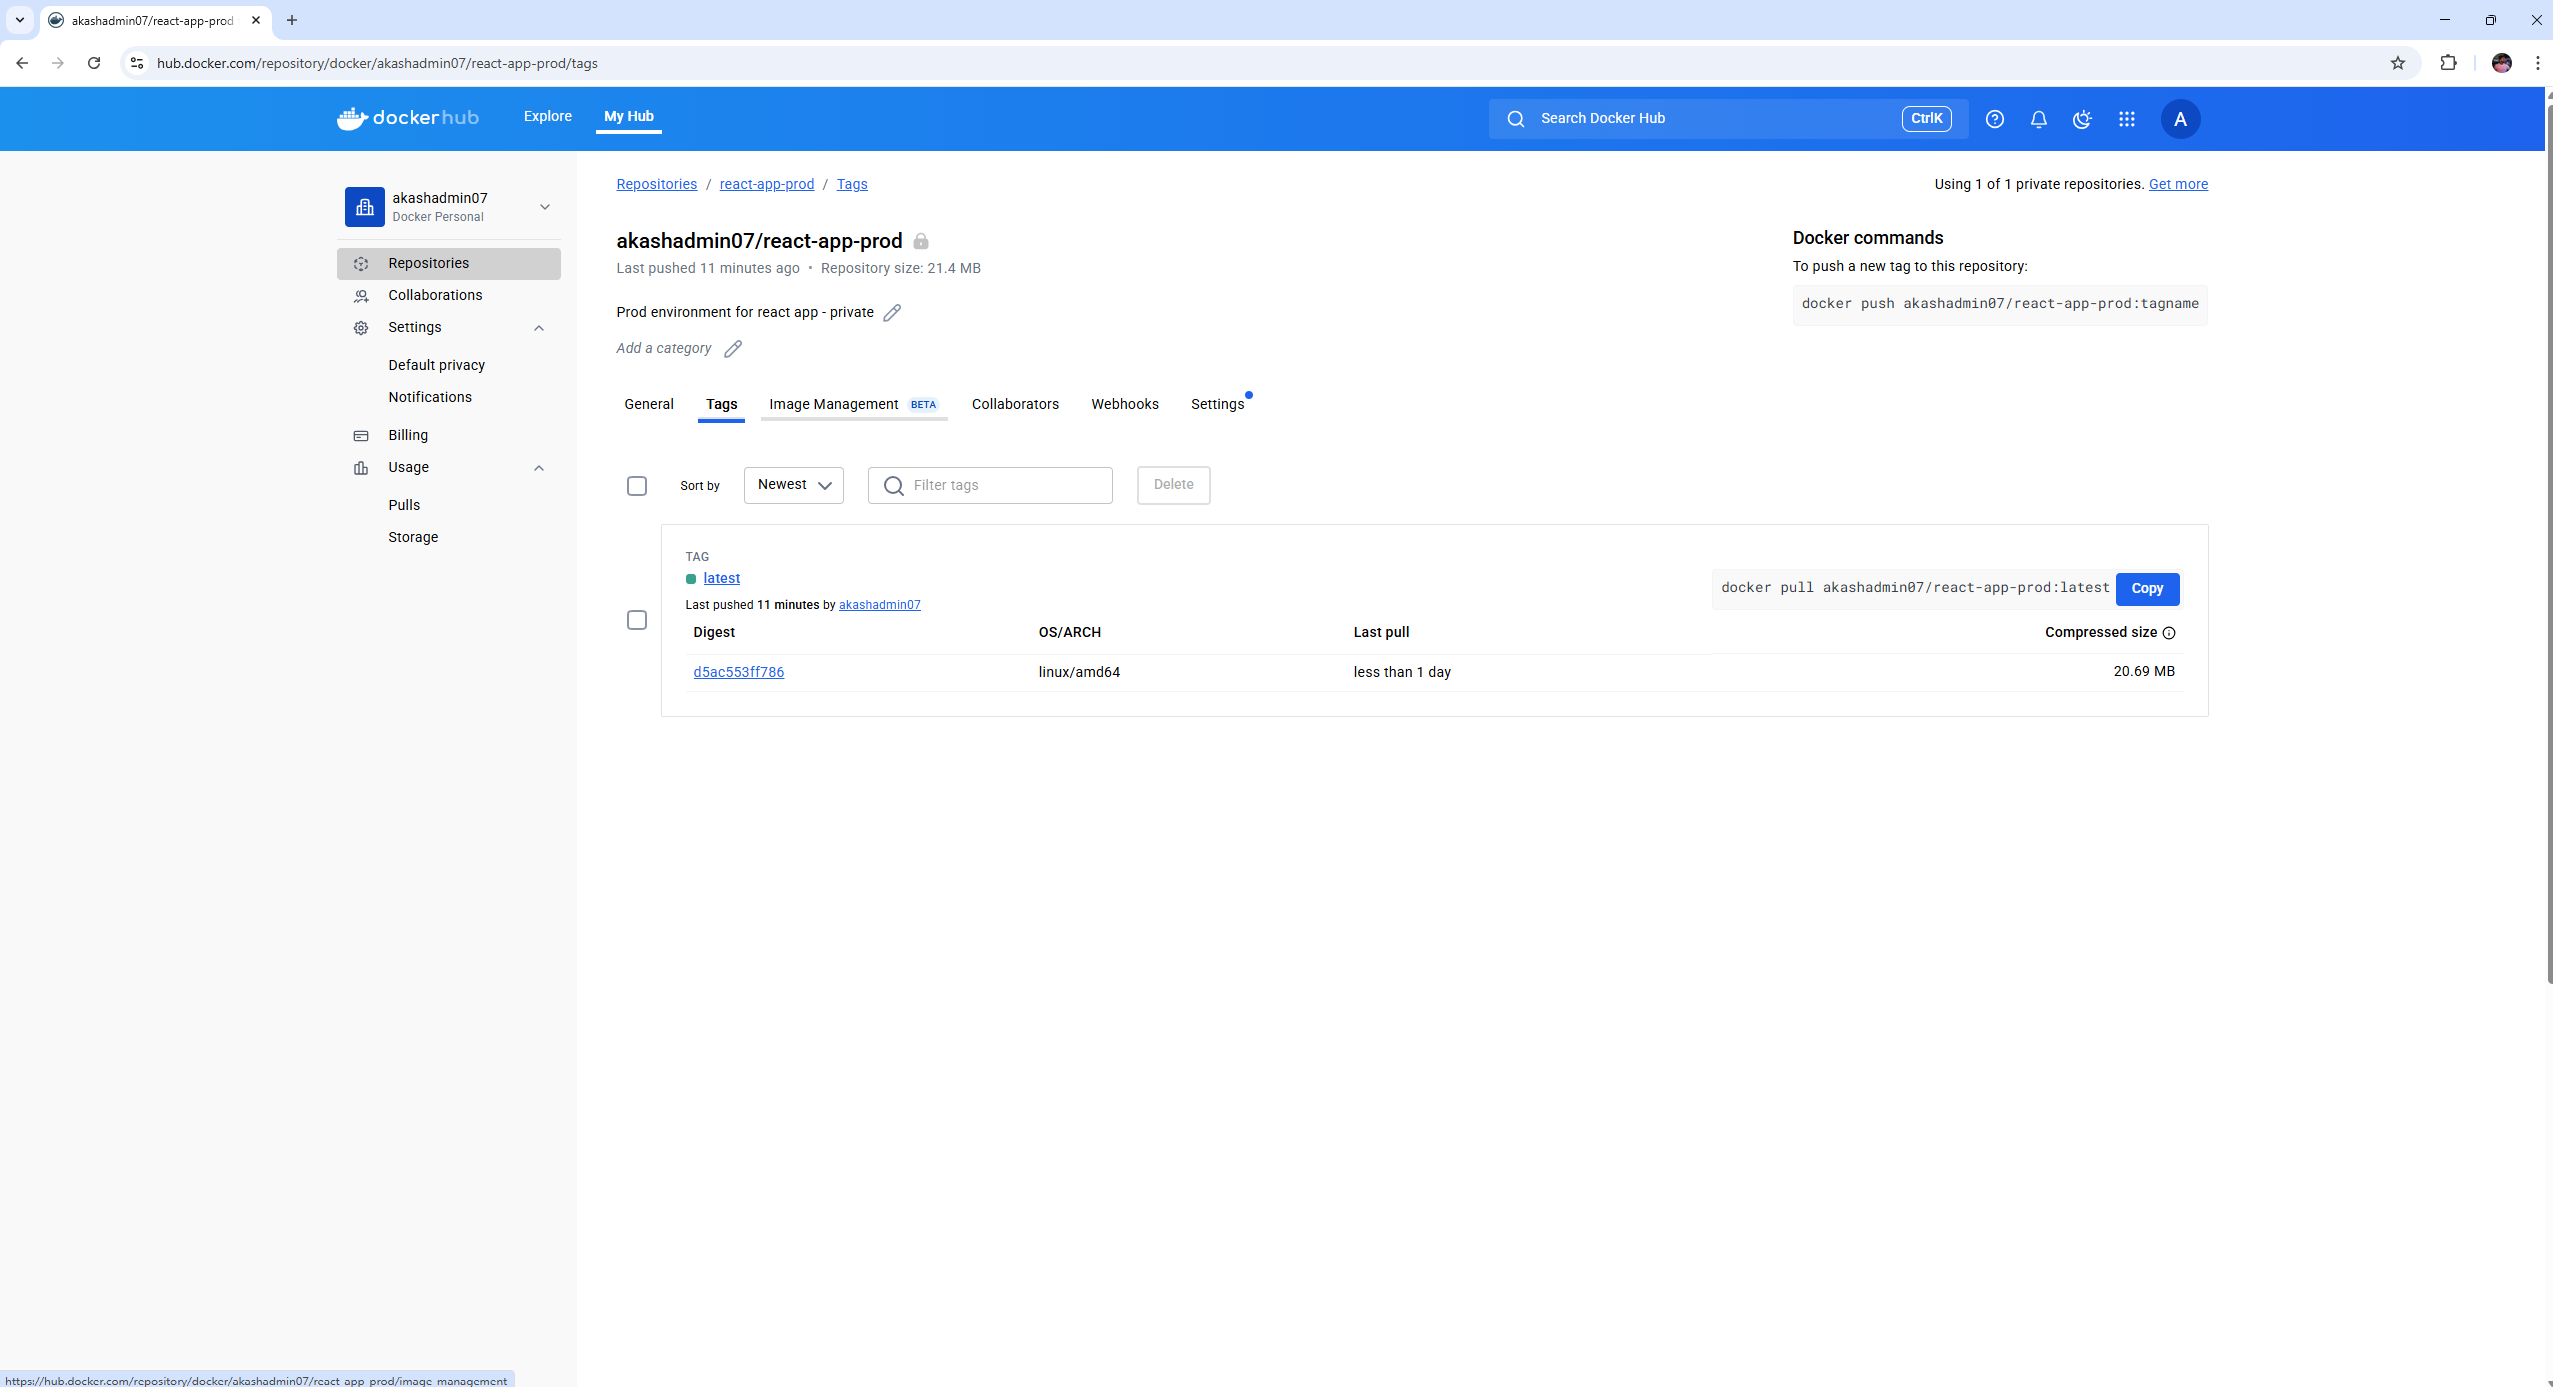 akashadmin07/react-app-prod
hub.docker.com/repository/docker/akashadmin07/react-app-prod/tags
dockerhub
Explore
My Hub
Search Docker Hub
CtrlK
A
akashadmin07
Docker Personal
Repositories
Collaborations
Settings
Default privacy
Notifications
Billing
Usage
Pulls
Storage
Repositories / react-app-prod / Tags
Using 1 of 1 private repositories. Get more
akashadmin07/react-app-prod
Last pushed 11 minutes ago • Repository size: 21.4 MB
Prod environment for react app - private
Add a category
Docker commands
To push a new tag to this repository:
docker push akashadmin07/react-app-prod:tagname
General
Tags
Image Management BETA
Collaborators
Webhooks
Settings
Sort by
Newest
Filter tags
Delete
TAG
latest
Last pushed 11 minutes by akashadmin07
docker pull akashadmin07/react-app-prod:latest
Copy
Digest
OS/ARCH
Last pull
Compressed size
d5ac553ff786
linux/amd64
less than 1 day
20.69 MB
https://hub.docker.com/repository/docker/akashadmin07/react-app-prod/image-management